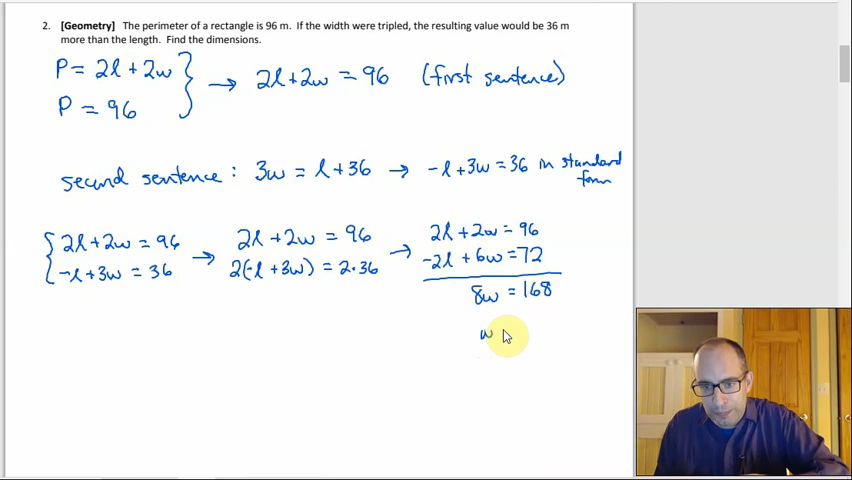 2. [Geometry] The perimeter of a rectangle is 96 m. If the width were tripled, the resulting value would be 36 m
more than the length. Find the dimensions.
P = 2l + 2w
P = 96
→ 2l + 2w = 96 (first sentence)
second sentence : 3w = l + 36 → -l + 3w = 36 in standard form
2l + 2w = 96
-l + 3w = 36
→ 2l + 2w = 96
2(-l + 3w) = 2•36
→ 2l + 2w = 96
-2l + 6w = 72
8w = 168
w